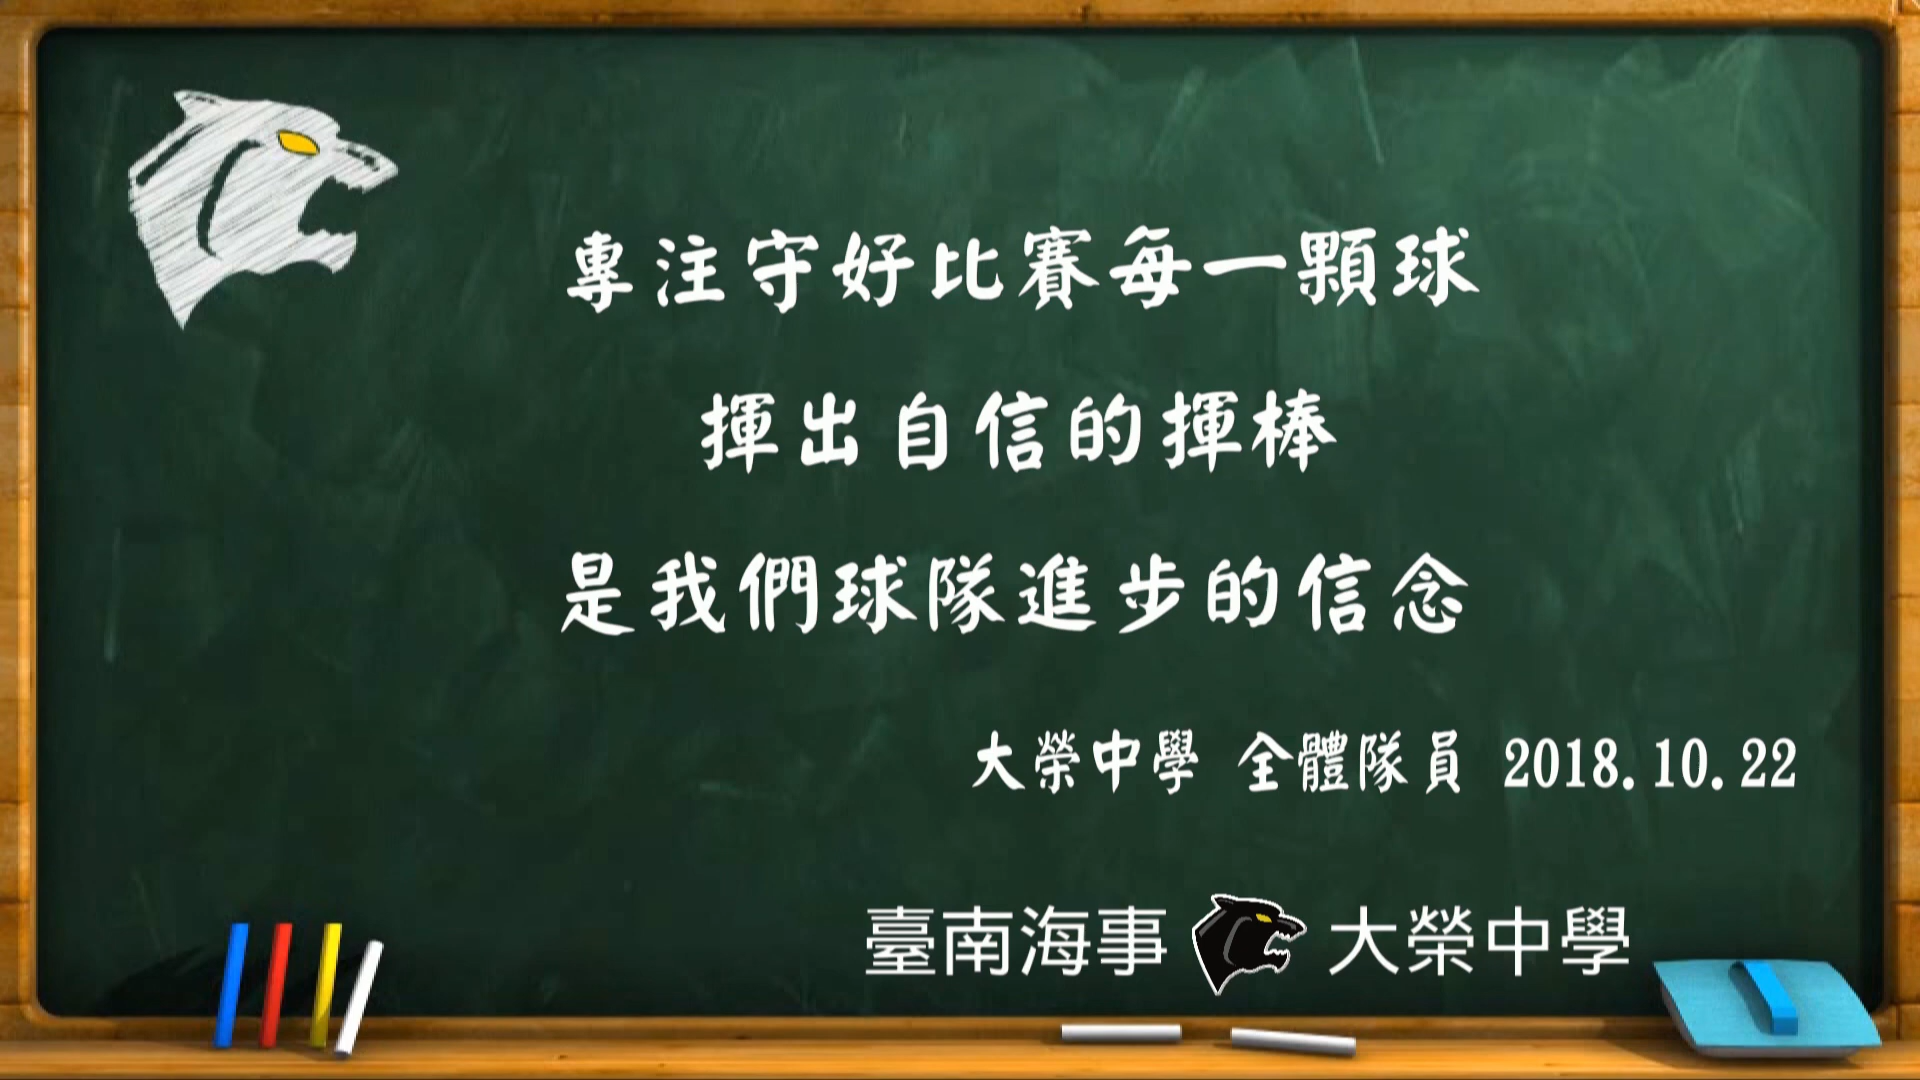 專注守好比賽每一顆球
揮出自信的揮棒
是我們球隊進步的信念
大榮中學 全體隊員 2018.10.22
臺南海事 大榮中學